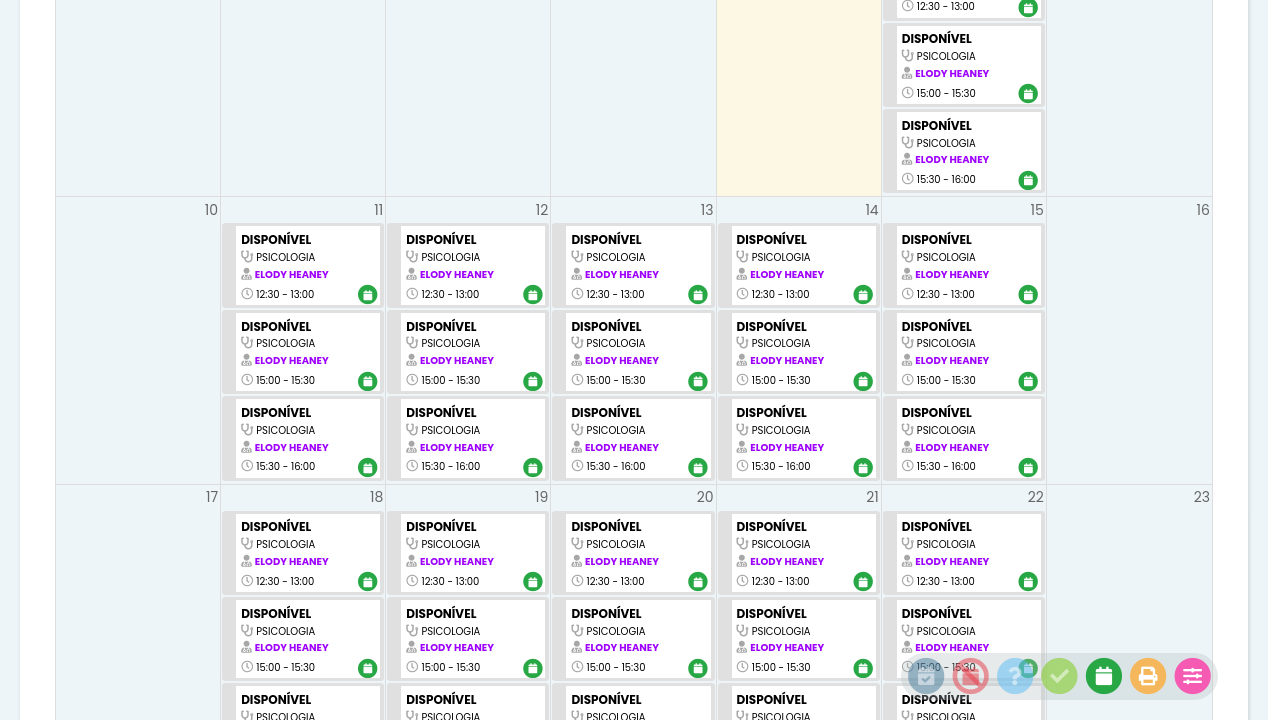 12:30 - 13:00
DISPONÍVEL
PSICOLOGIA
ELODY HEANEY
15:00 - 15:30
DISPONÍVEL
PSICOLOGIA
ELODY HEANEY
15:30 - 16:00
10 11 12 13 14 15 16
DISPONÍVEL DISPONÍVEL DISPONÍVEL DISPONÍVEL DISPONÍVEL
PSICOLOGIA PSICOLOGIA PSICOLOGIA PSICOLOGIA PSICOLOGIA
ELODY HEANEY ELODY HEANEY ELODY HEANEY ELODY HEANEY ELODY HEANEY
12:30 - 13:00 12:30 - 13:00 12:30 - 13:00 12:30 - 13:00 12:30 - 13:00
DISPONÍVEL DISPONÍVEL DISPONÍVEL DISPONÍVEL DISPONÍVEL
PSICOLOGIA PSICOLOGIA PSICOLOGIA PSICOLOGIA PSICOLOGIA
ELODY HEANEY ELODY HEANEY ELODY HEANEY ELODY HEANEY ELODY HEANEY
15:00 - 15:30 15:00 - 15:30 15:00 - 15:30 15:00 - 15:30 15:00 - 15:30
DISPONÍVEL DISPONÍVEL DISPONÍVEL DISPONÍVEL DISPONÍVEL
PSICOLOGIA PSICOLOGIA PSICOLOGIA PSICOLOGIA PSICOLOGIA
ELODY HEANEY ELODY HEANEY ELODY HEANEY ELODY HEANEY ELODY HEANEY
15:30 - 16:00 15:30 - 16:00 15:30 - 16:00 15:30 - 16:00 15:30 - 16:00
17 18 19 20 21 22 23
DISPONÍVEL DISPONÍVEL DISPONÍVEL DISPONÍVEL DISPONÍVEL
PSICOLOGIA PSICOLOGIA PSICOLOGIA PSICOLOGIA PSICOLOGIA
ELODY HEANEY ELODY HEANEY ELODY HEANEY ELODY HEANEY ELODY HEANEY
12:30 - 13:00 12:30 - 13:00 12:30 - 13:00 12:30 - 13:00 12:30 - 13:00
DISPONÍVEL DISPONÍVEL DISPONÍVEL DISPONÍVEL DISPONÍVEL
PSICOLOGIA PSICOLOGIA PSICOLOGIA PSICOLOGIA PSICOLOGIA
ELODY HEANEY ELODY HEANEY ELODY HEANEY ELODY HEANEY ELODY HEANEY
15:00 - 15:30 15:00 - 15:30 15:00 - 15:30 15:00 - 15:30 15:00 - 15:30
DISPONÍVEL DISPONÍVEL DISPONÍVEL DISPONÍVEL DISPONÍVEL
PSICOLOGIA PSICOLOGIA PSICOLOGIA PSICOLOGIA PSICOLOGIA